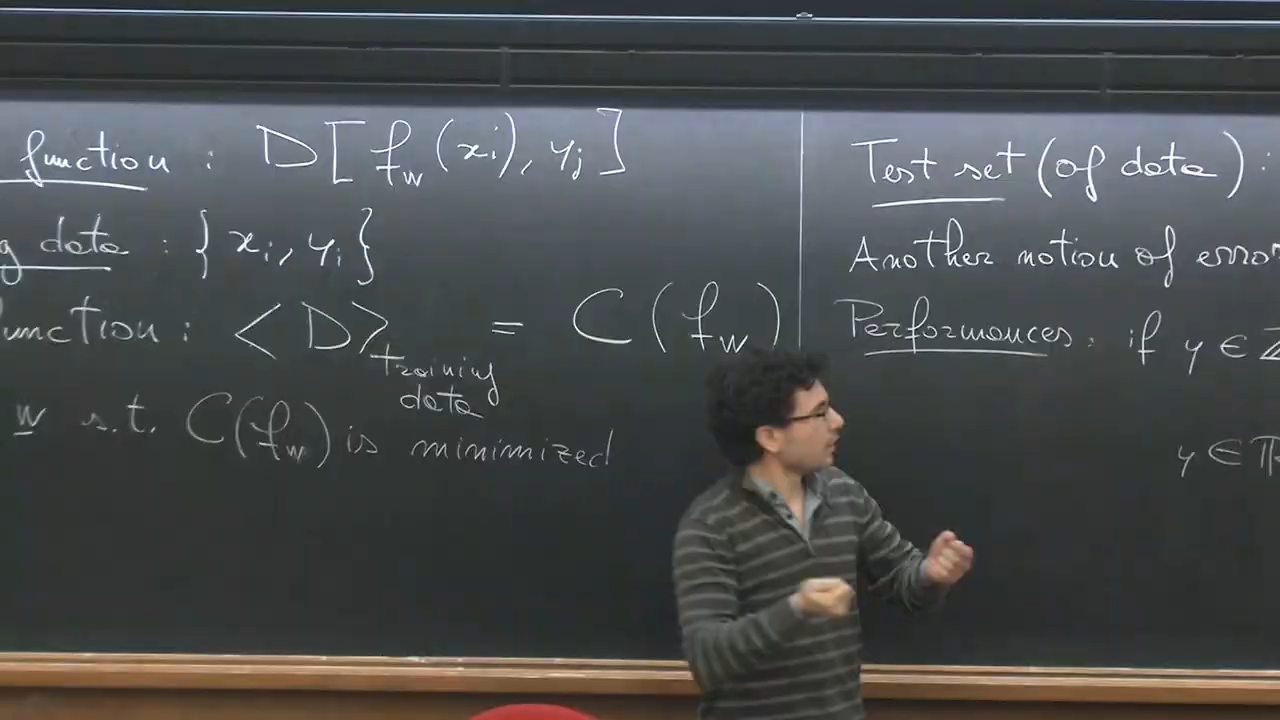 function : D[f_w(x_i), y_i]
g data : {x_i, y_i}
function : <D>_training data = C(f_w)
w s.t. C(f_w) is minimized
Test set (of data) :
Another notion of error
Performances. if y ∈ Z
y ∈ R